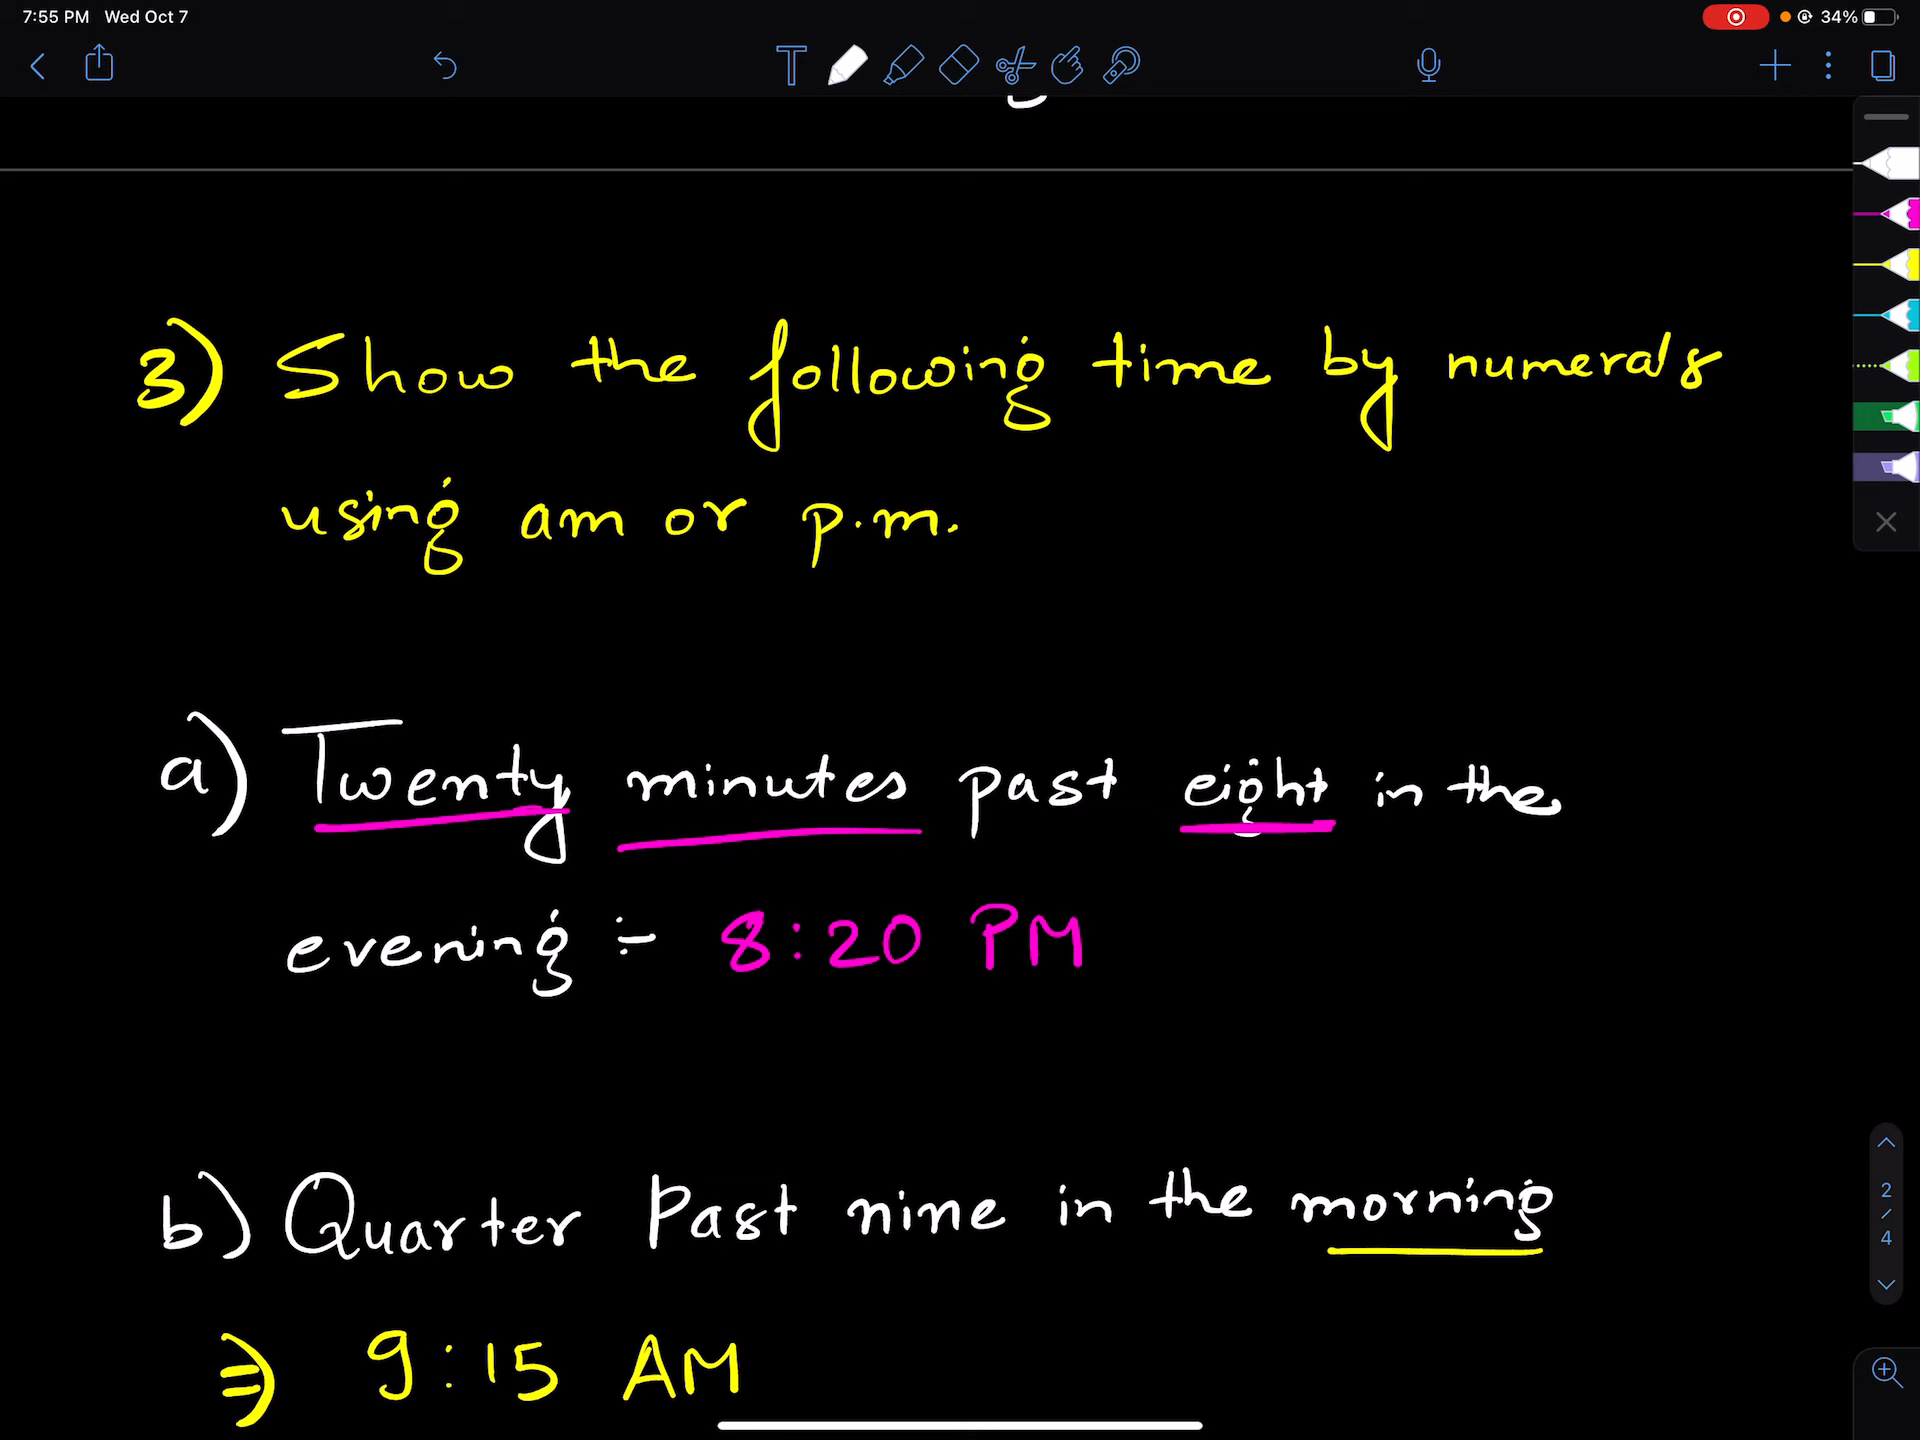 7:55 PM Wed Oct 7
34%
3) Show the following time by numerals
using am or p.m.
a) Twenty minutes past eight in the
evening :- 8:20 PM
b) Quarter Past nine in the morning
⇒ 9:15 AM
2
/
4